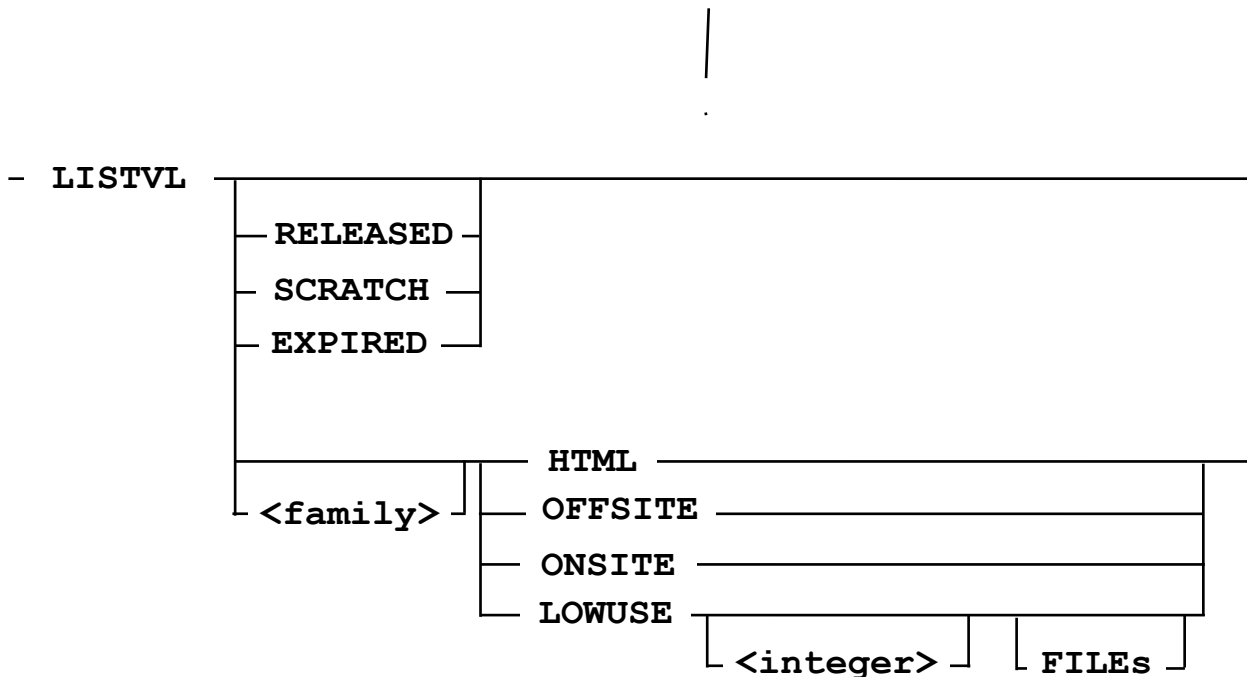 LISTVL
RELEASED
SCRATCH
EXPIRED
HTML
<family>
OFFSITE
ONSITE
LOWUSE
<integer>
FILEs